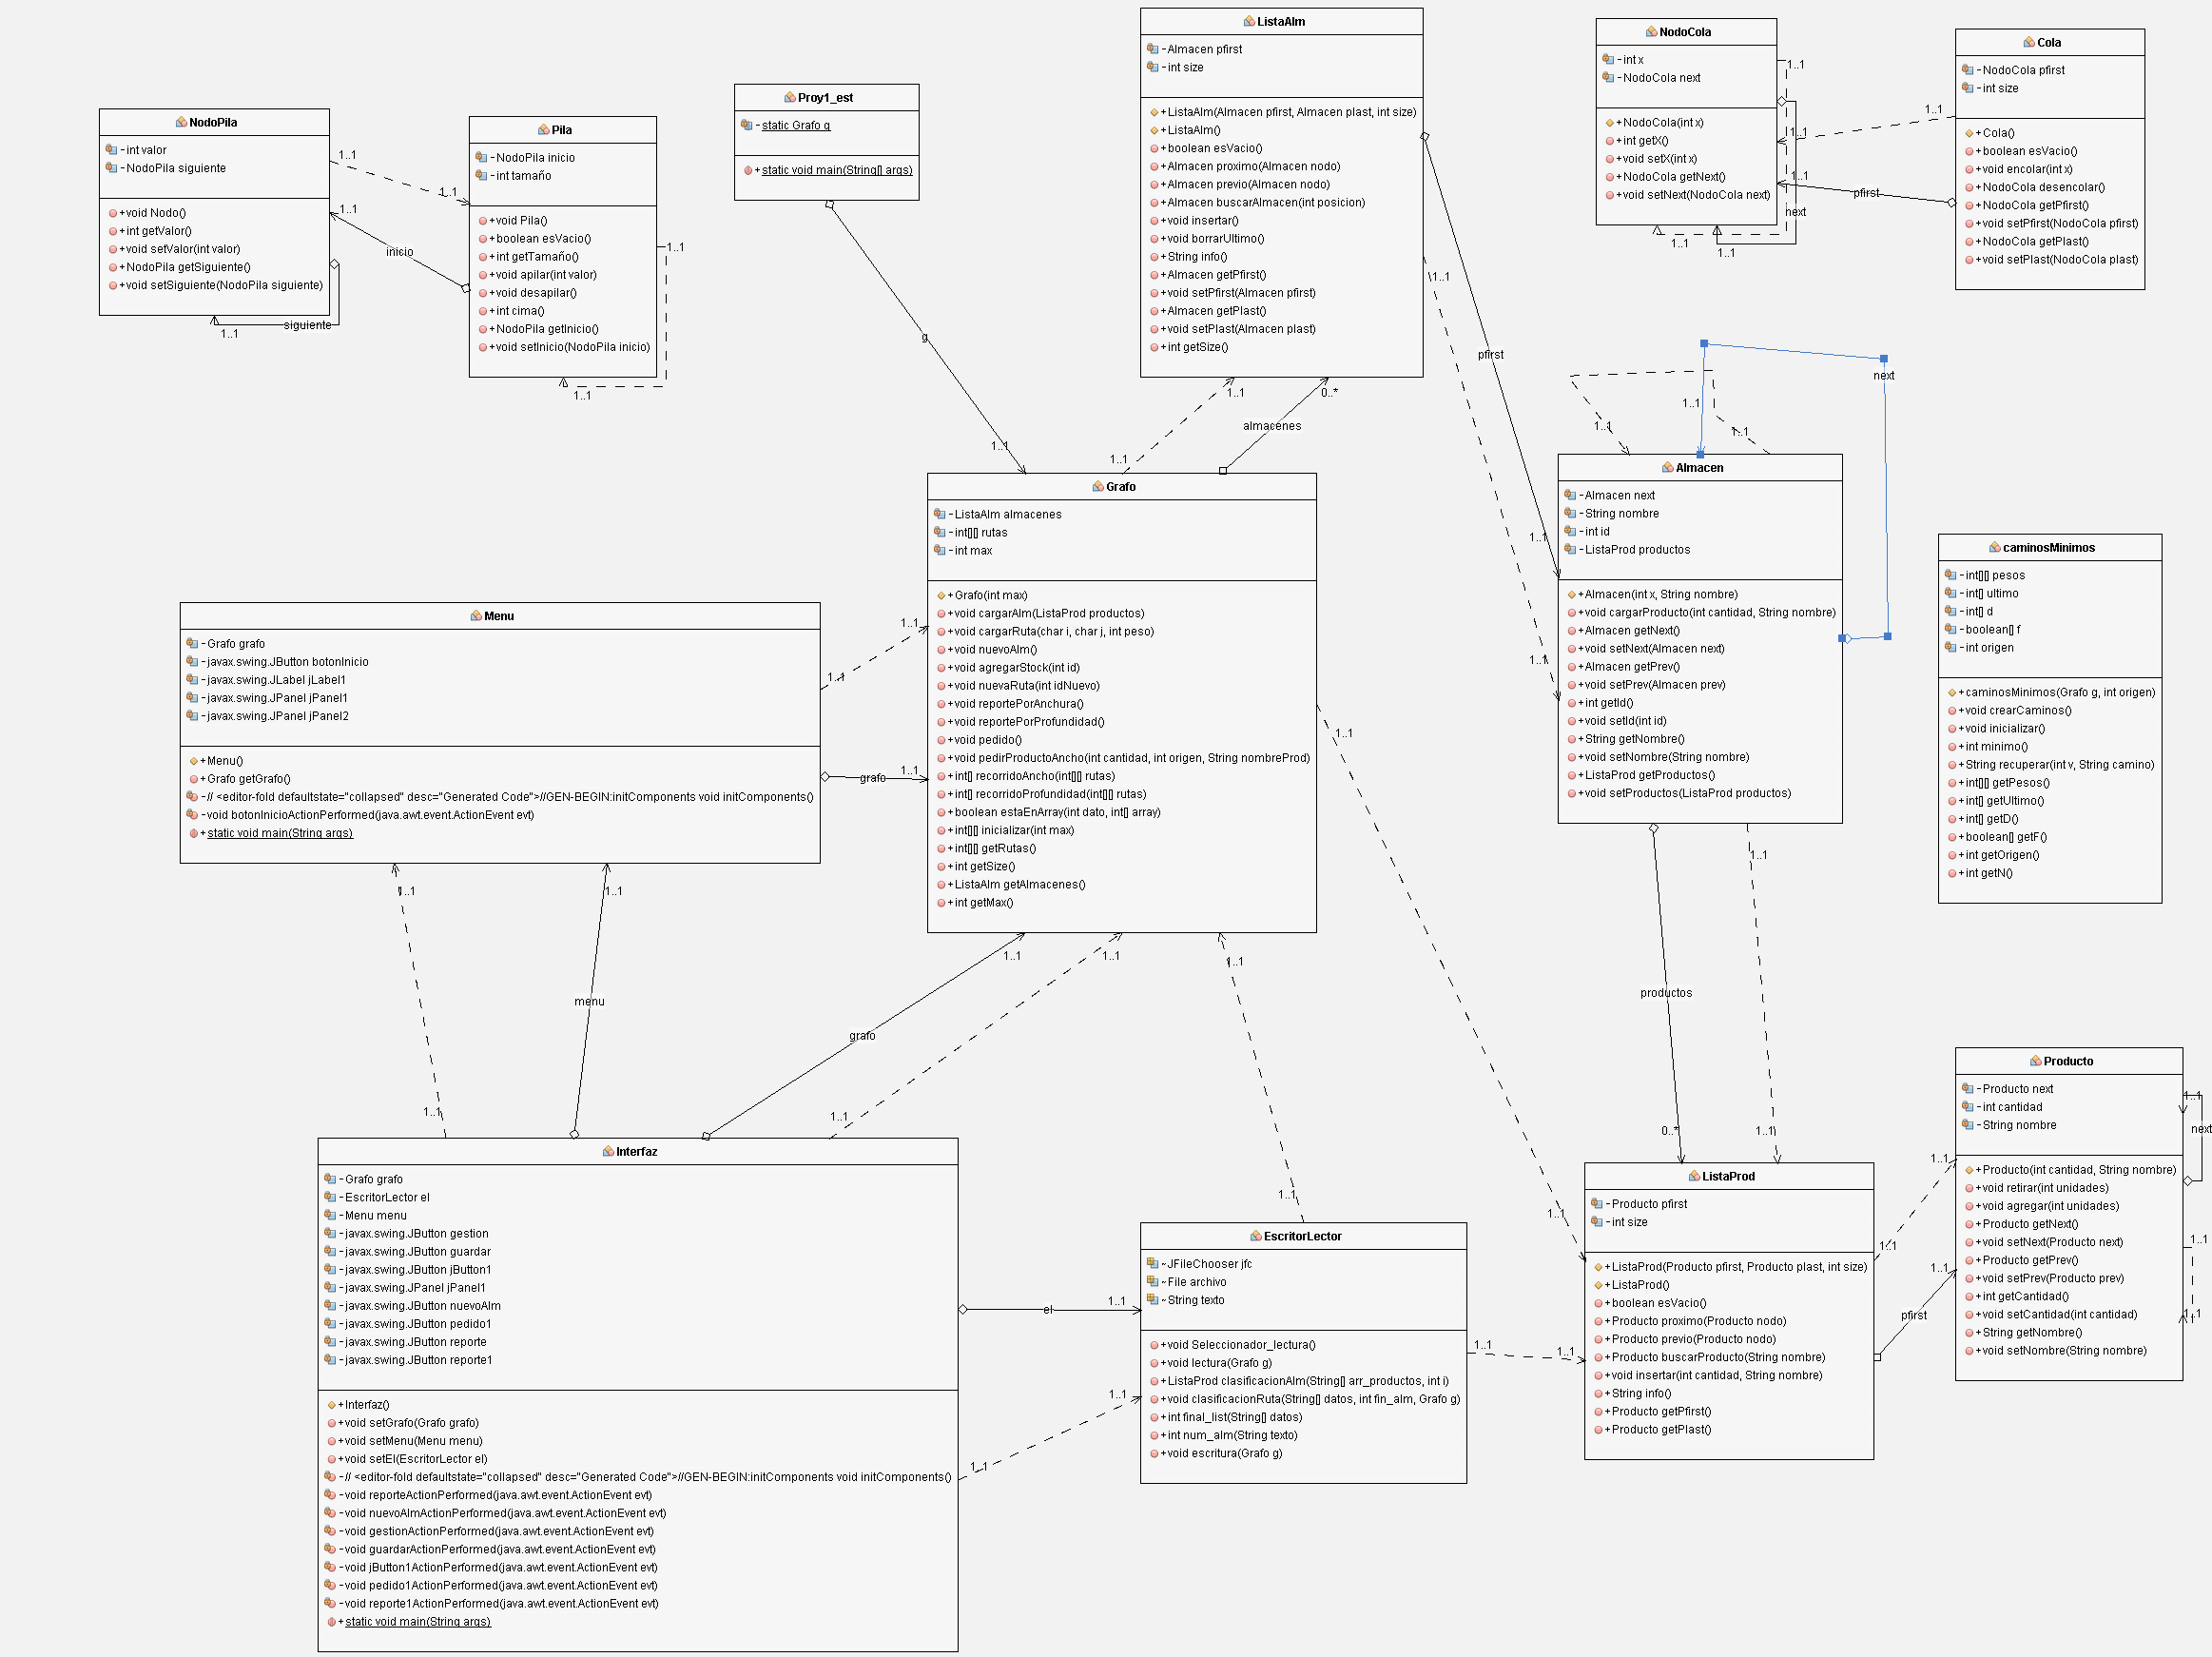 NodoPila
-int valor
-NodoPila siguiente
+void Nodo()
+int getValor()
+void setValor(int valor)
+NodoPila getSiguiente()
+void setSiguiente(NodoPila siguiente)
1..1
1..1
1..1
inicio
siguiente
1..1
Pila
-NodoPila inicio
-int tamaño
+void Pila()
+boolean esVacio()
+int getTamaño()
+void apilar(int valor)
+void desapilar()
+int cima()
+NodoPila getInicio()
+void setInicio(NodoPila inicio)
1..1
1..1
Proy1_est
-static Grafo g
+static void main(String[] args)
g
1..1
ListaAlm
-Almacen pfirst
-int size
+ListaAlm(Almacen pfirst, Almacen plast, int size)
+ListaAlm()
+boolean esVacio()
+Almacen proximo(Almacen nodo)
+Almacen previo(Almacen nodo)
+Almacen buscarAlmacen(int posicion)
+void insertar()
+void borrarUltimo()
+String info()
+Almacen getPfirst()
+void setPfirst(Almacen pfirst)
+Almacen getPlast()
+void setPlast(Almacen plast)
+int getSize()
1..1
pfirst
1..1
0..*
almacenes
1..1
1..1
1..1
NodoCola
-int x
-NodoCola next
+NodoCola(int x)
+int getX()
+void setX(int x)
+NodoCola getNext()
+void setNext(NodoCola next)
1..1
1..1
1..1
1..1
pfirst
next
1..1
1..1
Cola
-NodoCola pfirst
-int size
+Cola()
+boolean esVacio()
+void encolar(int x)
+NodoCola desencolar()
+NodoCola getPfirst()
+void setPfirst(NodoCola pfirst)
+NodoCola getPlast()
+void setPlast(NodoCola plast)
next
1..1
1..1
1..1
Almacen
-Almacen next
-String nombre
-int id
-ListaProd productos
+Almacen(int x, String nombre)
+void cargarProducto(int cantidad, String nombre)
+Almacen getNext()
+void setNext(Almacen next)
+Almacen getPrev()
+void setPrev(Almacen prev)
+int getId()
+void setId(int id)
+String getNombre()
+void setNombre(String nombre)
+ListaProd getProductos()
+void setProductos(ListaProd productos)
1..1
productos
0..*
1..1
caminosMinimos
-int[][] pesos
-int[] ultimo
-int[] d
-boolean[] f
-int origen
+caminosMinimos(Grafo g, int origen)
+void crearCaminos()
+void inicializar()
+int minimo()
+String recuperar(int v, String camino)
+int[][] getPesos()
+int[] getUltimo()
+int[] getD()
+boolean[] getF()
+int getOrigen()
+int getN()
Grafo
-ListaAlm almacenes
-int[][] rutas
-int max
+Grafo(int max)
+void cargarAlm(ListaProd productos)
+void cargarRuta(char i, char j, int peso)
+void nuevoAlm()
+void agregarStock(int id)
+void nuevaRuta(int idNuevo)
+void reportePorAnchura()
+void reportePorProfundidad()
+void pedido()
+void pedirProductoAncho(int cantidad, int origen, String nombreProd)
+int[] recorridoAncho(int[][] rutas)
+int[] recorridoProfundidad(int[][] rutas)
+boolean estaEnArray(int dato, int[] array)
+int[][] inicializar(int max)
+int[][] getRutas()
+int getSize()
+ListaAlm getAlmacenes()
+int getMax()
1..1
1..1
1..1
1..1
1..1
Menu
-Grafo grafo
-javax.swing.JButton botonInicio
-javax.swing.JLabel jLabel1
-javax.swing.JPanel jPanel1
-javax.swing.JPanel jPanel2
+Menu()
+Grafo getGrafo()
-// <editor-fold defaultstate="collapsed" desc="Generated Code">//GEN-BEGIN:initComponents void initComponents()
-void botonInicioActionPerformed(java.awt.event.ActionEvent evt)
+static void main(String args)
1..1
1..1
grafo
1..1
1..1
1..1
menu
grafo
1..1
1..1
Interfaz
-Grafo grafo
-EscritorLector el
-Menu menu
-javax.swing.JButton gestion
-javax.swing.JButton guardar
-javax.swing.JButton jButton1
-javax.swing.JPanel jPanel1
-javax.swing.JButton nuevoAlm
-javax.swing.JButton pedido1
-javax.swing.JButton reporte
-javax.swing.JButton reporte1
+Interfaz()
+void setGrafo(Grafo grafo)
+void setMenu(Menu menu)
+void setEl(EscritorLector el)
-// <editor-fold defaultstate="collapsed" desc="Generated Code">//GEN-BEGIN:initComponents void initComponents()
-void reporteActionPerformed(java.awt.event.ActionEvent evt)
-void nuevoAlmActionPerformed(java.awt.event.ActionEvent evt)
-void gestionActionPerformed(java.awt.event.ActionEvent evt)
-void guardarActionPerformed(java.awt.event.ActionEvent evt)
-void jButton1ActionPerformed(java.awt.event.ActionEvent evt)
-void pedido1ActionPerformed(java.awt.event.ActionEvent evt)
-void reporte1ActionPerformed(java.awt.event.ActionEvent evt)
+static void main(String args)
el
1..1
1..1
1..1
1..1
EscritorLector
~JFileChooser jfc
~File archivo
~String texto
+void Seleccionador_lectura()
+void lectura(Grafo g)
+ListaProd clasificacionAlm(String[] arr_productos, int i)
+void clasificacionRuta(String[] datos, int fin_alm, Grafo g)
+int final_list(String[] datos)
+int num_alm(String texto)
+void escritura(Grafo g)
1..1
1..1
1..1
ListaProd
-Producto pfirst
-int size
+ListaProd(Producto pfirst, Producto plast, int size)
+ListaProd()
+boolean esVacio()
+Producto proximo(Producto nodo)
+Producto previo(Producto nodo)
+Producto buscarProducto(String nombre)
+void insertar(int cantidad, String nombre)
+String info()
+Producto getPfirst()
+Producto getPlast()
1..1
1..1
1..1
pfirst
Producto
-Producto next
-int cantidad
-String nombre
+Producto(int cantidad, String nombre)
+void retirar(int unidades)
+void agregar(int unidades)
+Producto getNext()
+void setNext(Producto next)
+Producto getPrev()
+void setPrev(Producto prev)
+int getCantidad()
+void setCantidad(int cantidad)
+String getNombre()
+void setNombre(String nombre)
1..1
next
1..1
1..1